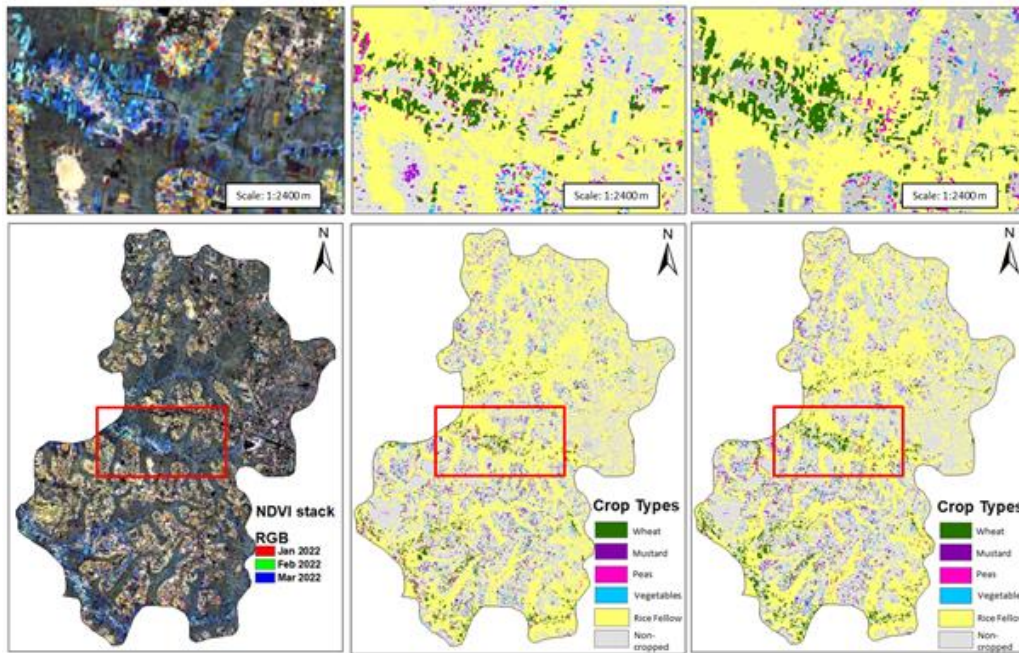 Scale: 1:2400 m
Scale: 1:2400 m
Scale: 1:2400 m
N
NDVI stack
RGB
Jan 2022
Feb 2022
Mar 2022
N
Crop Types
Wheat
Mustard
Peas
Vegetables
Rice Fellow
Non-
cropped
N
Crop Types
Wheat
Mustard
Peas
Vegetables
Rice Fellow
Non-
cropped